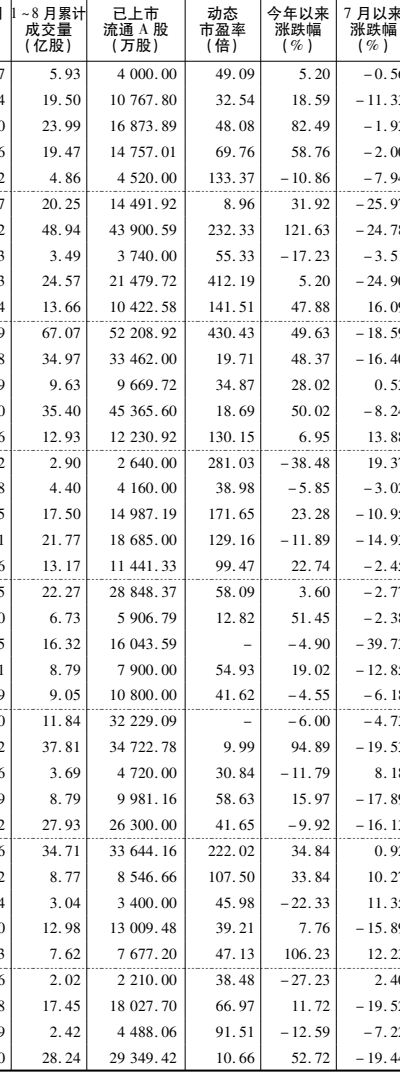 1~8月累计 已上市 动态 今年以来 7月以来
成交量 流通A股 市盈率 涨跌幅 涨跌幅
(亿股) (万股) (倍) (%) (%)
5.93 4 000.00 49.09 5.20
19.50 10 767.80 32.54 18.59
23.99 16 873.89 48.08 82.49
19.47 14 757.01 69.76 58.76
4.86 4 520.00 133.37 −10.86
20.25 14 491.92 8.96 31.92
48.94 43 900.59 232.33 121.63
3.49 3 740.00 55.33 −17.23
24.57 21 479.72 412.19 5.20
13.66 10 422.58 141.51 47.88
67.07 52 208.92 430.43 49.63
34.97 33 462.00 19.71 48.37
9.63 9 669.72 34.87 28.02
35.40 45 365.60 18.69 50.02
12.93 12 230.92 130.15 6.95
2.90 2 640.00 281.03 −38.48
4.40 4 160.00 38.98 −5.85
17.50 14 987.19 171.65 23.28
21.77 18 685.00 129.16 −11.89
13.17 11 441.33 99.47 22.74
22.27 28 848.37 58.09 3.60
6.73 5 906.79 12.82 51.45
16.32 16 043.59 − −4.90
8.79 7 900.00 54.93 19.02
9.05 10 800.00 41.62 −4.55
11.84 32 229.09 − −6.00
37.81 34 722.78 9.99 94.89
3.69 4 720.00 30.84 −11.79
8.79 9 981.16 58.63 15.97
27.93 26 300.00 41.65 −9.92
34.71 33 644.16 222.02 34.84
8.77 8 546.66 107.50 33.84
3.04 3 400.00 45.98 −22.33
12.98 13 009.48 39.21 7.76
7.62 7 677.20 47.13 106.23
2.02 2 210.00 38.48 −27.23
17.45 18 027.70 66.97 11.72
2.42 4 488.06 91.51 −12.59
28.24 29 349.42 10.66 52.72